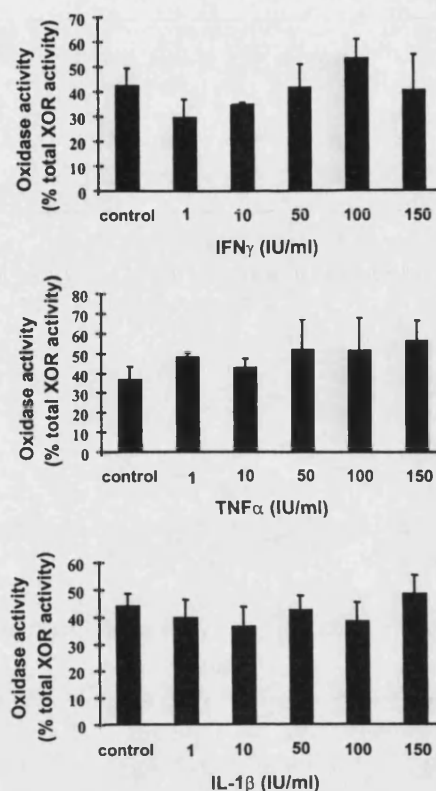 Oxidase activity
(% total XOR activity)
70
60
50
40
30
20
10
0
control 1 10 50 100 150
IFNγ (IU/ml)
Oxidase activity
(% total XOR activity)
80
70
60
50
40
30
20
10
0
control 1 10 50 100 150
TNFα (IU/ml)
Oxidase activity
(% total XOR activity)
60
50
40
30
20
10
0
control 1 10 50 100 150
IL-1β (IU/ml)